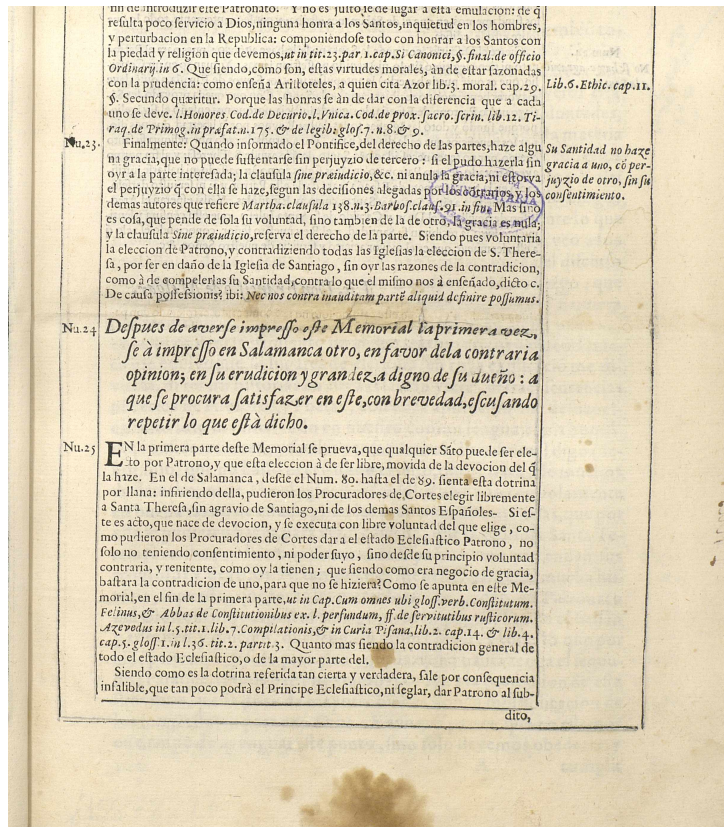 fin de introduzir este Patronato. Y no es justo, se de lugar a esta emulacion: de q̃
resulta poco servicio a Dios, ninguna honra a los Santos, inquietud en los hombres,
y perturbacion en la Republica: componiendose todo con honrar a los Santos con
la piedad y religion que devemos, ut in tit. 23. par. 1. cap. Si Canonici, §. final. de officio
Ordinarij. in 6. Que siendo, como son, estas virtudes morales, àn de estar sazonadas
con la prudencia: como enseña Aristoteles, a quien cita Azor lib. 3. moral. cap. 29.
Lib. 6. Ethic. cap. 11.
§. Secundo quæritur. Porque las honras se àn de dar con la diferencia que a cada
uno se deve. l. Honores. Cod. de Decurio. l. Vnica. Cod. de prox. sacro. scrin. lib. 12. Ti-
raq. de Primog. in præfat. n. 175. & de legib: glos. 7. n. 8. & 9.
Nu. 23.
Finalmente: Quando informado el Pontifice, del derecho de las partes, haze algu
na gracia, que no puede sustentarse sin perjuyzio de tercero: si el pudo hazerla sin
oyr a la parte interesada; la clausula sine præiudicio, &c. ni anula la gracia, ni estorva
el perjuyzio q̃ con ella se haze, segun las decisiones alegadas por los cõtrarios, y los
demas autores que refiere Martha. clausula 138. n. 3. Barbos. claus. 91. in fin. Mas si no
es cosa, que pende de sola su voluntad, sino tambien de la de otro, la gracia es nula;
y la clausula Sine præiudicio, reserva el derecho de la parte. Siendo pues voluntaria
la eleccion de Patrono, y contradiziendo todas las Iglesias la eleccion de S. There-
sa, por ser en daño de la Iglesia de Santiago, sin oyr las razones de la contradicion,
como à de conpelerlas su Santidad, contra lo que el mismo nos à enseñado, dicto c.
De causa possessionis? ibi: Nec nos contra inauditam partẽ aliquid definire possumus.
Su Santidad no haze
gracia a uno, cõ per-
juyzio de otro, sin su
consentimiento.
Nu. 24
Despues de averse impresso este Memorial la primera vez,
se à impresso en Salamanca otro, en favor dela contraria
opinion; en su erudicion y grandeza digno de su dueño: a
que se procura satisfazer en este, con brevedad, escusando
repetir lo que està dicho.
Nu. 25
EN la primera parte deste Memorial se prueva, que qualquier Sãto puede ser ele-
cto por Patrono, y que esta eleccion à de ser libre, movida de la devocion del q̃
la haze. En el de Salamanca, desde el Num. 80. hasta el de 89. sienta esta dotrina
por llana: infiriendo della, pudieron los Procuradores de Cortes elegir libremente
a Santa Theresa, sin agravio de Santiago, ni de los demas Santos Españoles. Si es-
te es acto, que nace de devocion, y se executa con libre voluntad del que elige, co-
mo pudieron los Procuradores de Cortes dar a el estado Eclesiastico Patrono, no
solo no teniendo consentimiento, ni poder suyo, sino desde su principio voluntad
contraria, y renitente, como oy la tienen; que siendo como era negocio de gracia,
bastara la contradicion de uno, para que no se hiziera? Como se apunta en este Me-
morial, en el fin de la primera parte, ut in Cap. Cum omnes ubi gloss. verb. Constitutum.
Felinus, & Abbas de Constitutionibus ex. l. perfundum, ff. de servitutibus rusticorum.
Azevodus in l. 5. tit. 1. lib. 7. Compilationis, & in Curia Pisana, lib. 2. cap. 14. & lib. 4.
cap. 5. gloss. 1. in l. 36. tit. 2. partit. 3. Quanto mas siendo la contradicion general de
todo el estado Eclesiastico, o de la mayor parte del.
Siendo como es la dotrina referida tan cierta y verdadera, sale por consequencia
infalible, que tan poco podrà el Principe Eclesiastico, ni seglar, dar Patrono al sub-
dito,